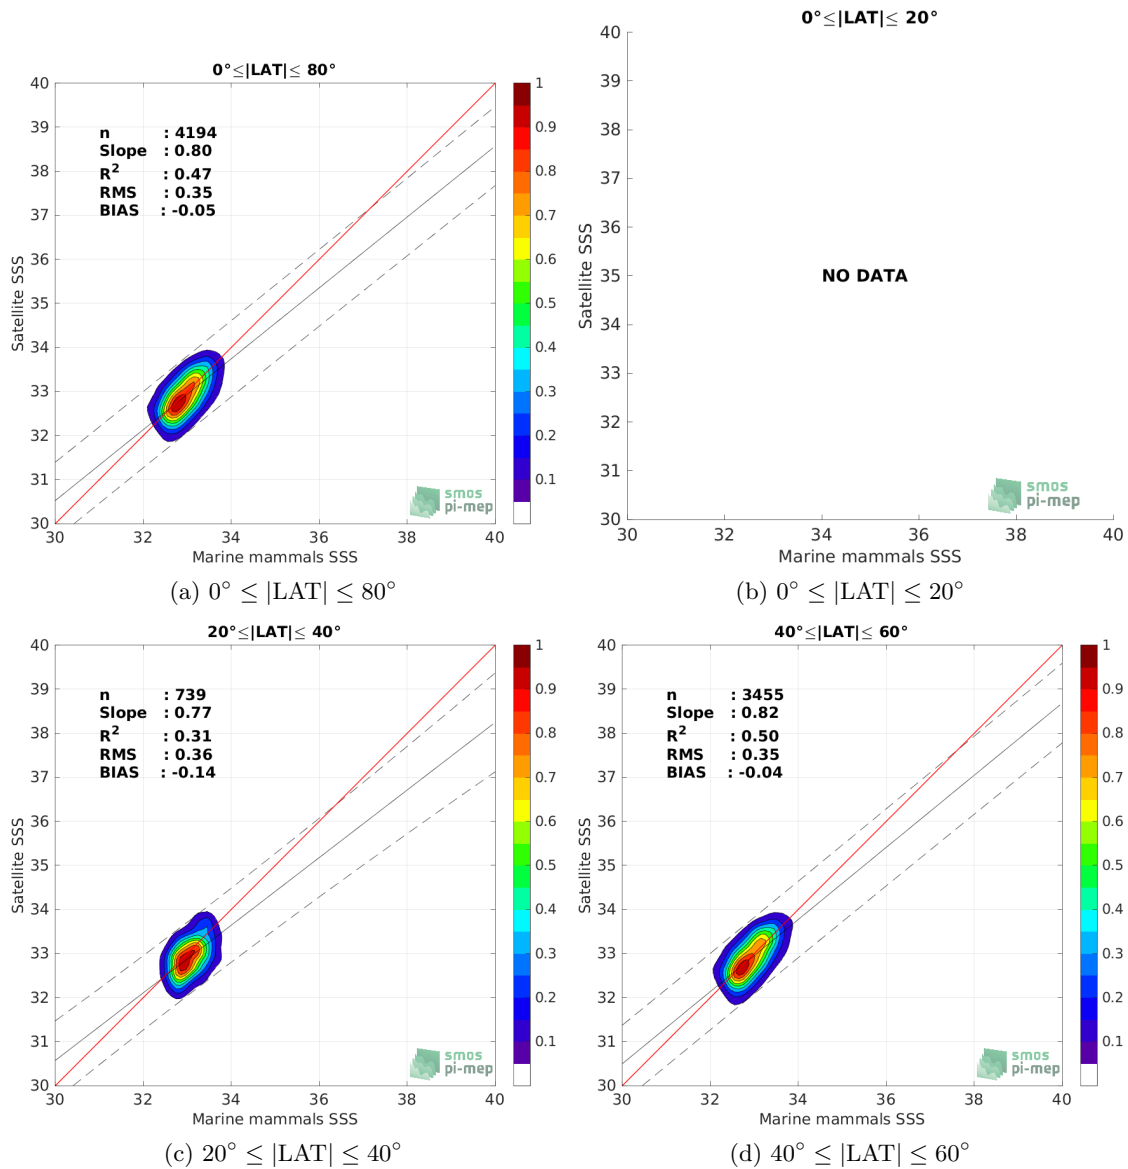 0°≤|LAT|≤ 80°
40
39
38
37
36
35
34
33
32
31
30
Satellite SSS
n : 4194
Slope : 0.80
R² : 0.47
RMS : 0.35
BIAS : -0.05
smos
pi-mep
30 32 34 36 38 40
Marine mammals SSS
1
0.9
0.8
0.7
0.6
0.5
0.4
0.3
0.2
0.1
(a) 0° ≤ |LAT| ≤ 80°
0°≤|LAT|≤ 20°
40
39
38
37
36
35
34
33
32
31
30
Satellite SSS
NO DATA
smos
pi-mep
30 32 34 36 38 40
Marine mammals SSS
(b) 0° ≤ |LAT| ≤ 20°
20°≤|LAT|≤ 40°
40
39
38
37
36
35
34
33
32
31
30
Satellite SSS
n : 739
Slope : 0.77
R² : 0.31
RMS : 0.36
BIAS : -0.14
smos
pi-mep
30 32 34 36 38 40
Marine mammals SSS
1
0.9
0.8
0.7
0.6
0.5
0.4
0.3
0.2
0.1
(c) 20° ≤ |LAT| ≤ 40°
40°≤|LAT|≤ 60°
40
39
38
37
36
35
34
33
32
31
30
Satellite SSS
n : 3455
Slope : 0.82
R² : 0.50
RMS : 0.35
BIAS : -0.04
smos
pi-mep
30 32 34 36 38 40
Marine mammals SSS
1
0.9
0.8
0.7
0.6
0.5
0.4
0.3
0.2
0.1
(d) 40° ≤ |LAT| ≤ 60°